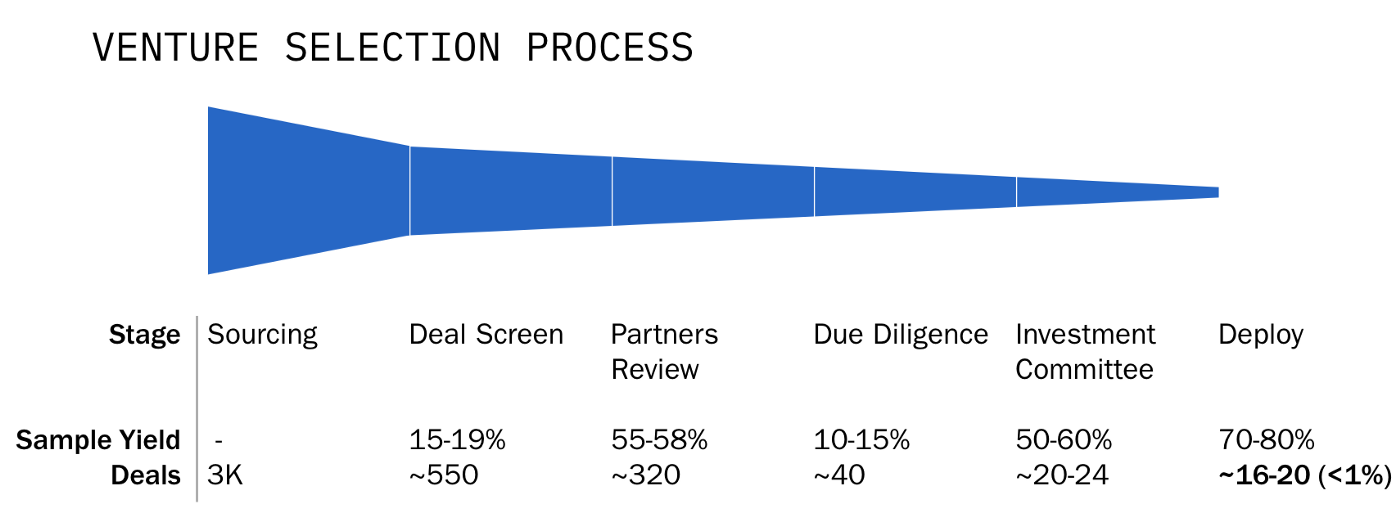 VENTURE SELECTION PROCESS
Stage Sourcing Deal Screen Partners Due Diligence Investment Deploy
Review Committee
Sample Yield - 15-19% 55-58% 10-15% 50-60% 70-80%
Deals 3K ~550 ~320 ~40 ~20-24 ~16-20 (<1%)